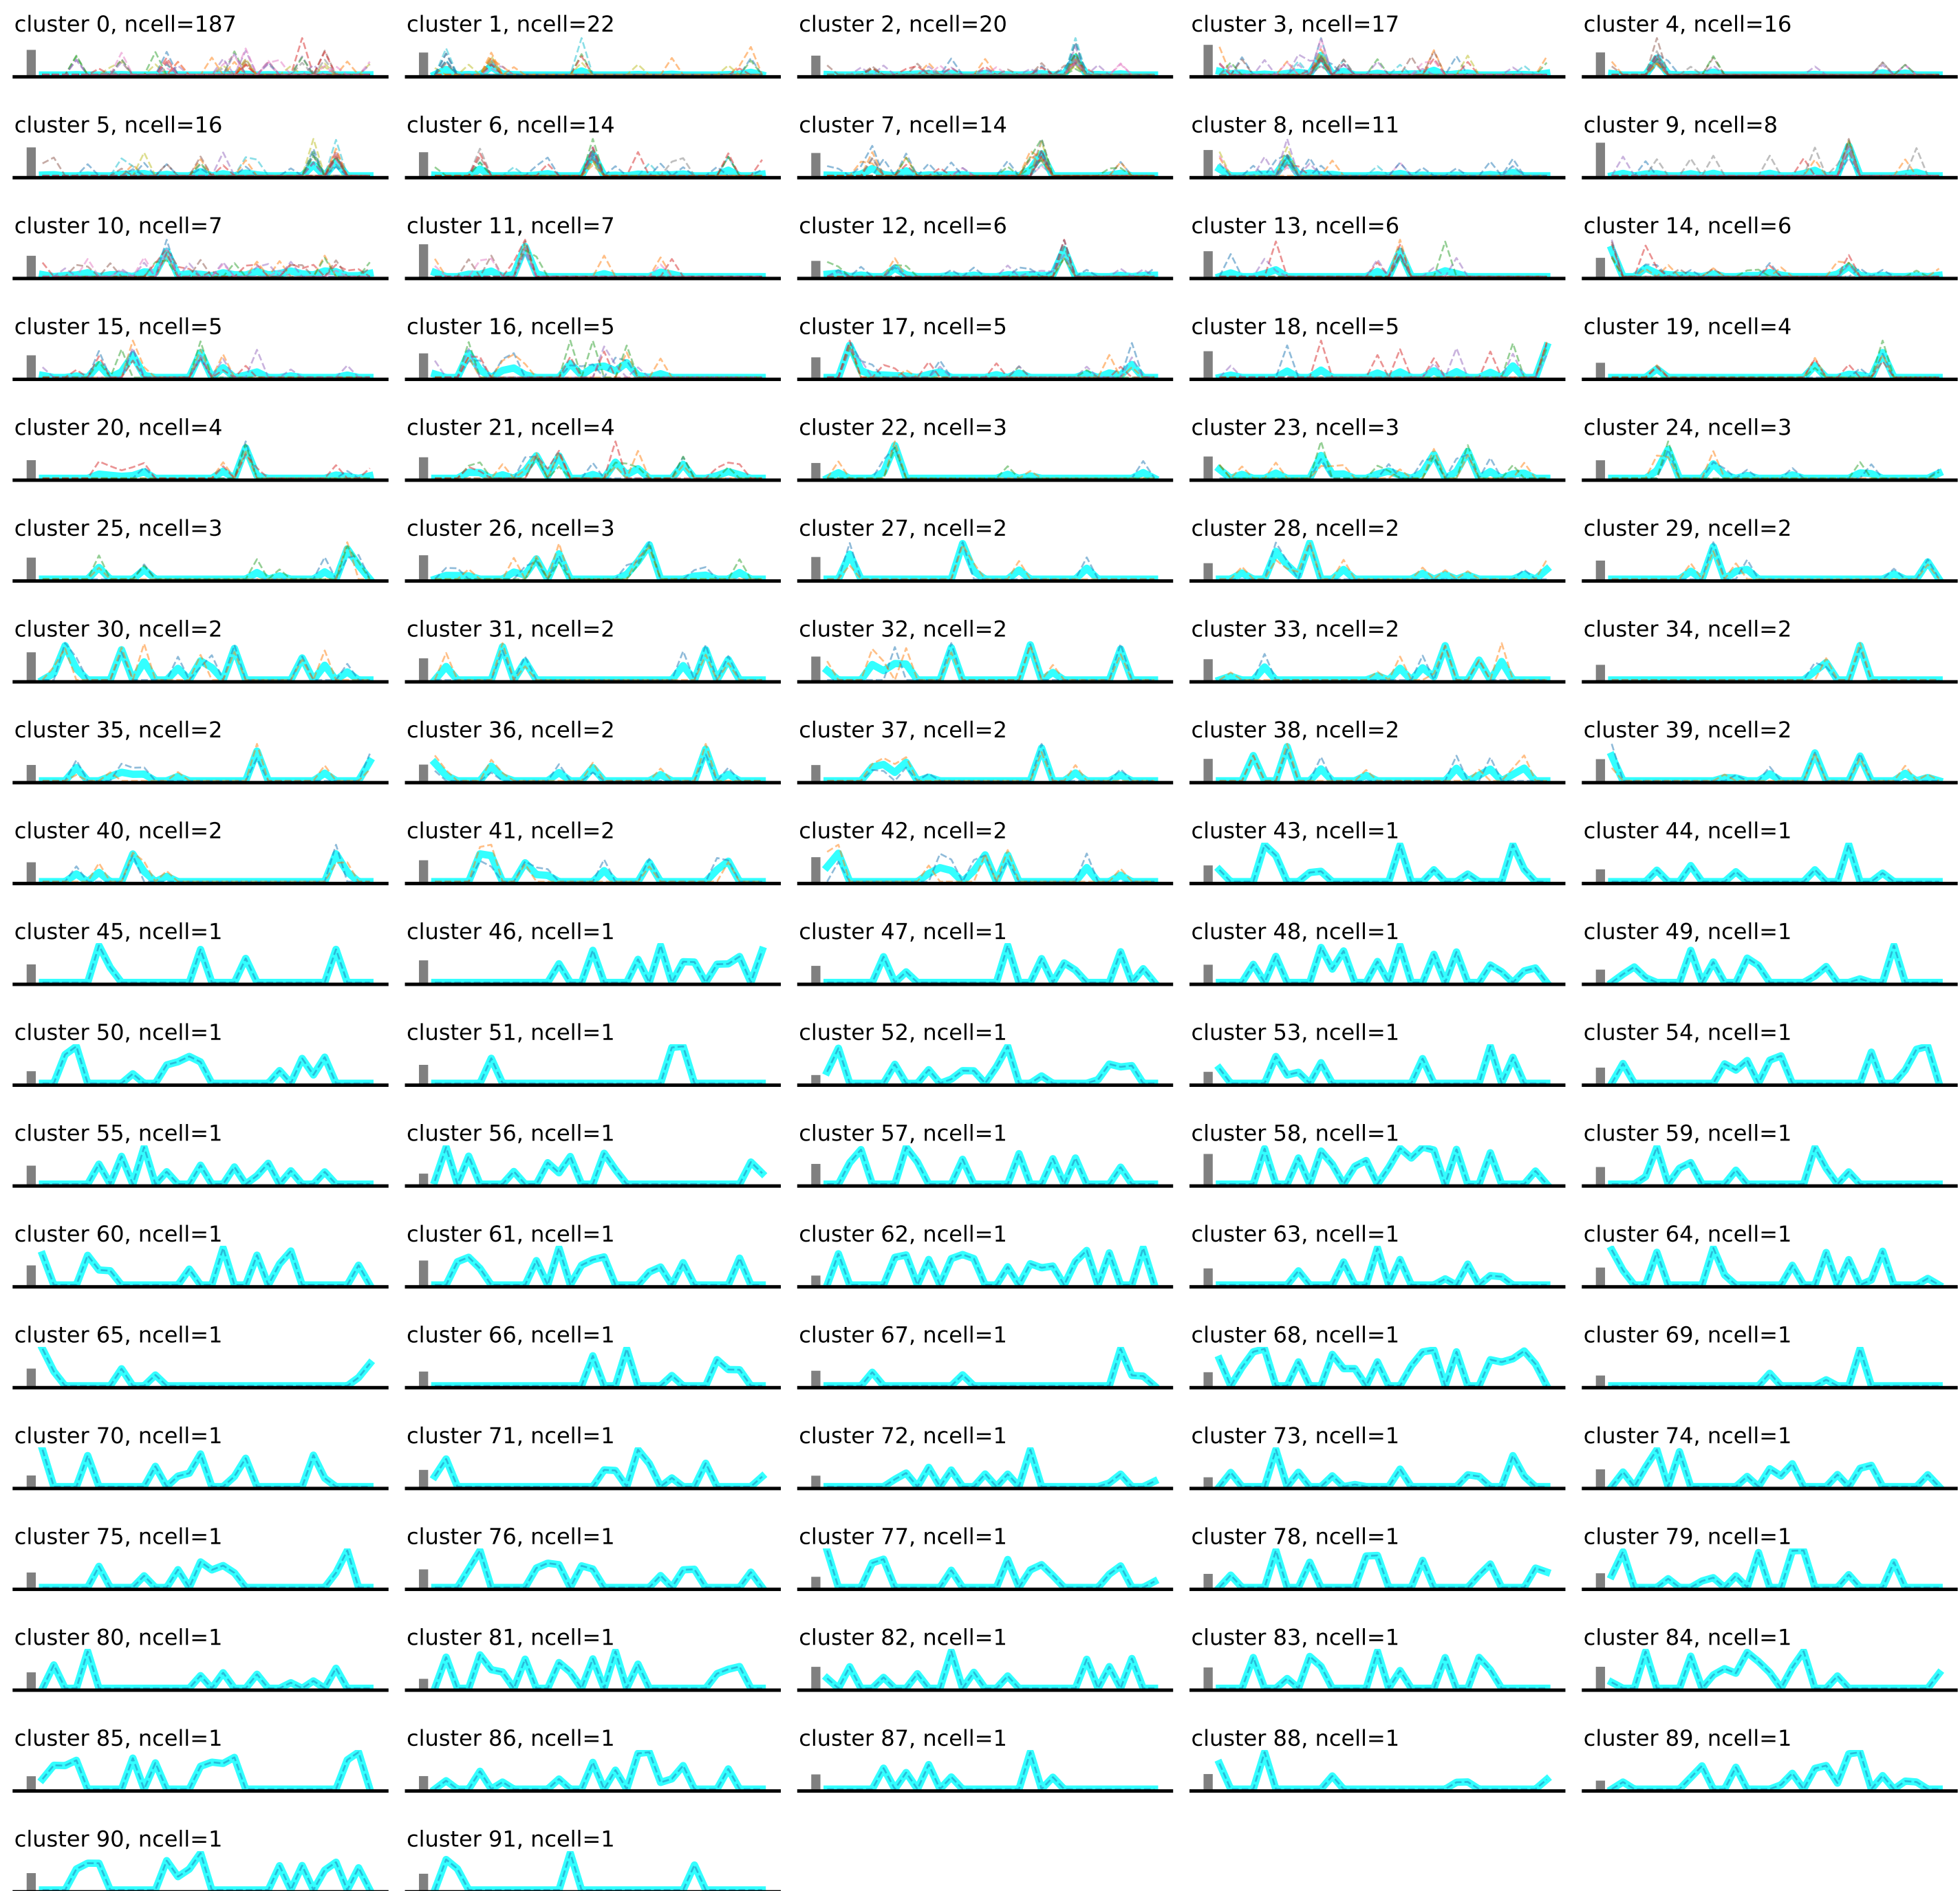 cluster 0, ncell=187
cluster 1, ncell=22
cluster 2, ncell=20
cluster 3, ncell=17
cluster 4, ncell=16
cluster 5, ncell=16
cluster 6, ncell=14
cluster 7, ncell=14
cluster 8, ncell=11
cluster 9, ncell=8
cluster 10, ncell=7
cluster 11, ncell=7
cluster 12, ncell=6
cluster 13, ncell=6
cluster 14, ncell=6
cluster 15, ncell=5
cluster 16, ncell=5
cluster 17, ncell=5
cluster 18, ncell=5
cluster 19, ncell=4
cluster 20, ncell=4
cluster 21, ncell=4
cluster 22, ncell=3
cluster 23, ncell=3
cluster 24, ncell=3
cluster 25, ncell=3
cluster 26, ncell=3
cluster 27, ncell=2
cluster 28, ncell=2
cluster 29, ncell=2
cluster 30, ncell=2
cluster 31, ncell=2
cluster 32, ncell=2
cluster 33, ncell=2
cluster 34, ncell=2
cluster 35, ncell=2
cluster 36, ncell=2
cluster 37, ncell=2
cluster 38, ncell=2
cluster 39, ncell=2
cluster 40, ncell=2
cluster 41, ncell=2
cluster 42, ncell=2
cluster 43, ncell=1
cluster 44, ncell=1
cluster 45, ncell=1
cluster 46, ncell=1
cluster 47, ncell=1
cluster 48, ncell=1
cluster 49, ncell=1
cluster 50, ncell=1
cluster 51, ncell=1
cluster 52, ncell=1
cluster 53, ncell=1
cluster 54, ncell=1
cluster 55, ncell=1
cluster 56, ncell=1
cluster 57, ncell=1
cluster 58, ncell=1
cluster 59, ncell=1
cluster 60, ncell=1
cluster 61, ncell=1
cluster 62, ncell=1
cluster 63, ncell=1
cluster 64, ncell=1
cluster 65, ncell=1
cluster 66, ncell=1
cluster 67, ncell=1
cluster 68, ncell=1
cluster 69, ncell=1
cluster 70, ncell=1
cluster 71, ncell=1
cluster 72, ncell=1
cluster 73, ncell=1
cluster 74, ncell=1
cluster 75, ncell=1
cluster 76, ncell=1
cluster 77, ncell=1
cluster 78, ncell=1
cluster 79, ncell=1
cluster 80, ncell=1
cluster 81, ncell=1
cluster 82, ncell=1
cluster 83, ncell=1
cluster 84, ncell=1
cluster 85, ncell=1
cluster 86, ncell=1
cluster 87, ncell=1
cluster 88, ncell=1
cluster 89, ncell=1
cluster 90, ncell=1
cluster 91, ncell=1